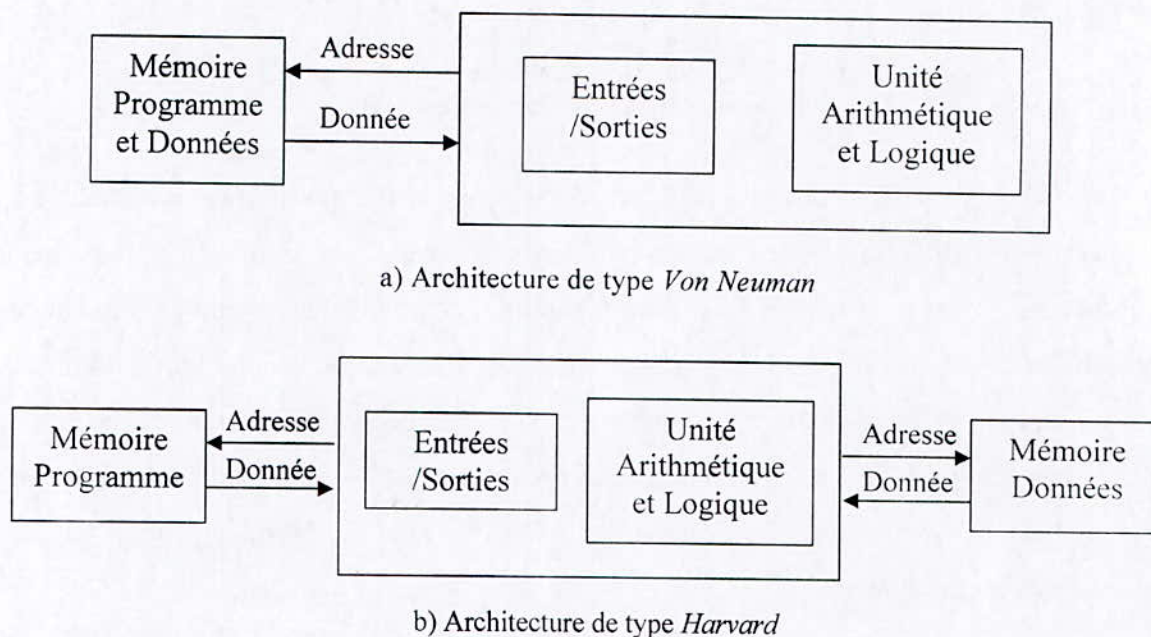 Mémoire
Programme
et Données
Adresse
Donnée
Entrées
/Sorties
Unité
Arithmétique
et Logique
a) Architecture de type Von Neuman
Mémoire
Programme
Adresse
Donnée
Entrées
/Sorties
Unité
Arithmétique
et Logique
Adresse
Donnée
Mémoire
Données
b) Architecture de type Harvard